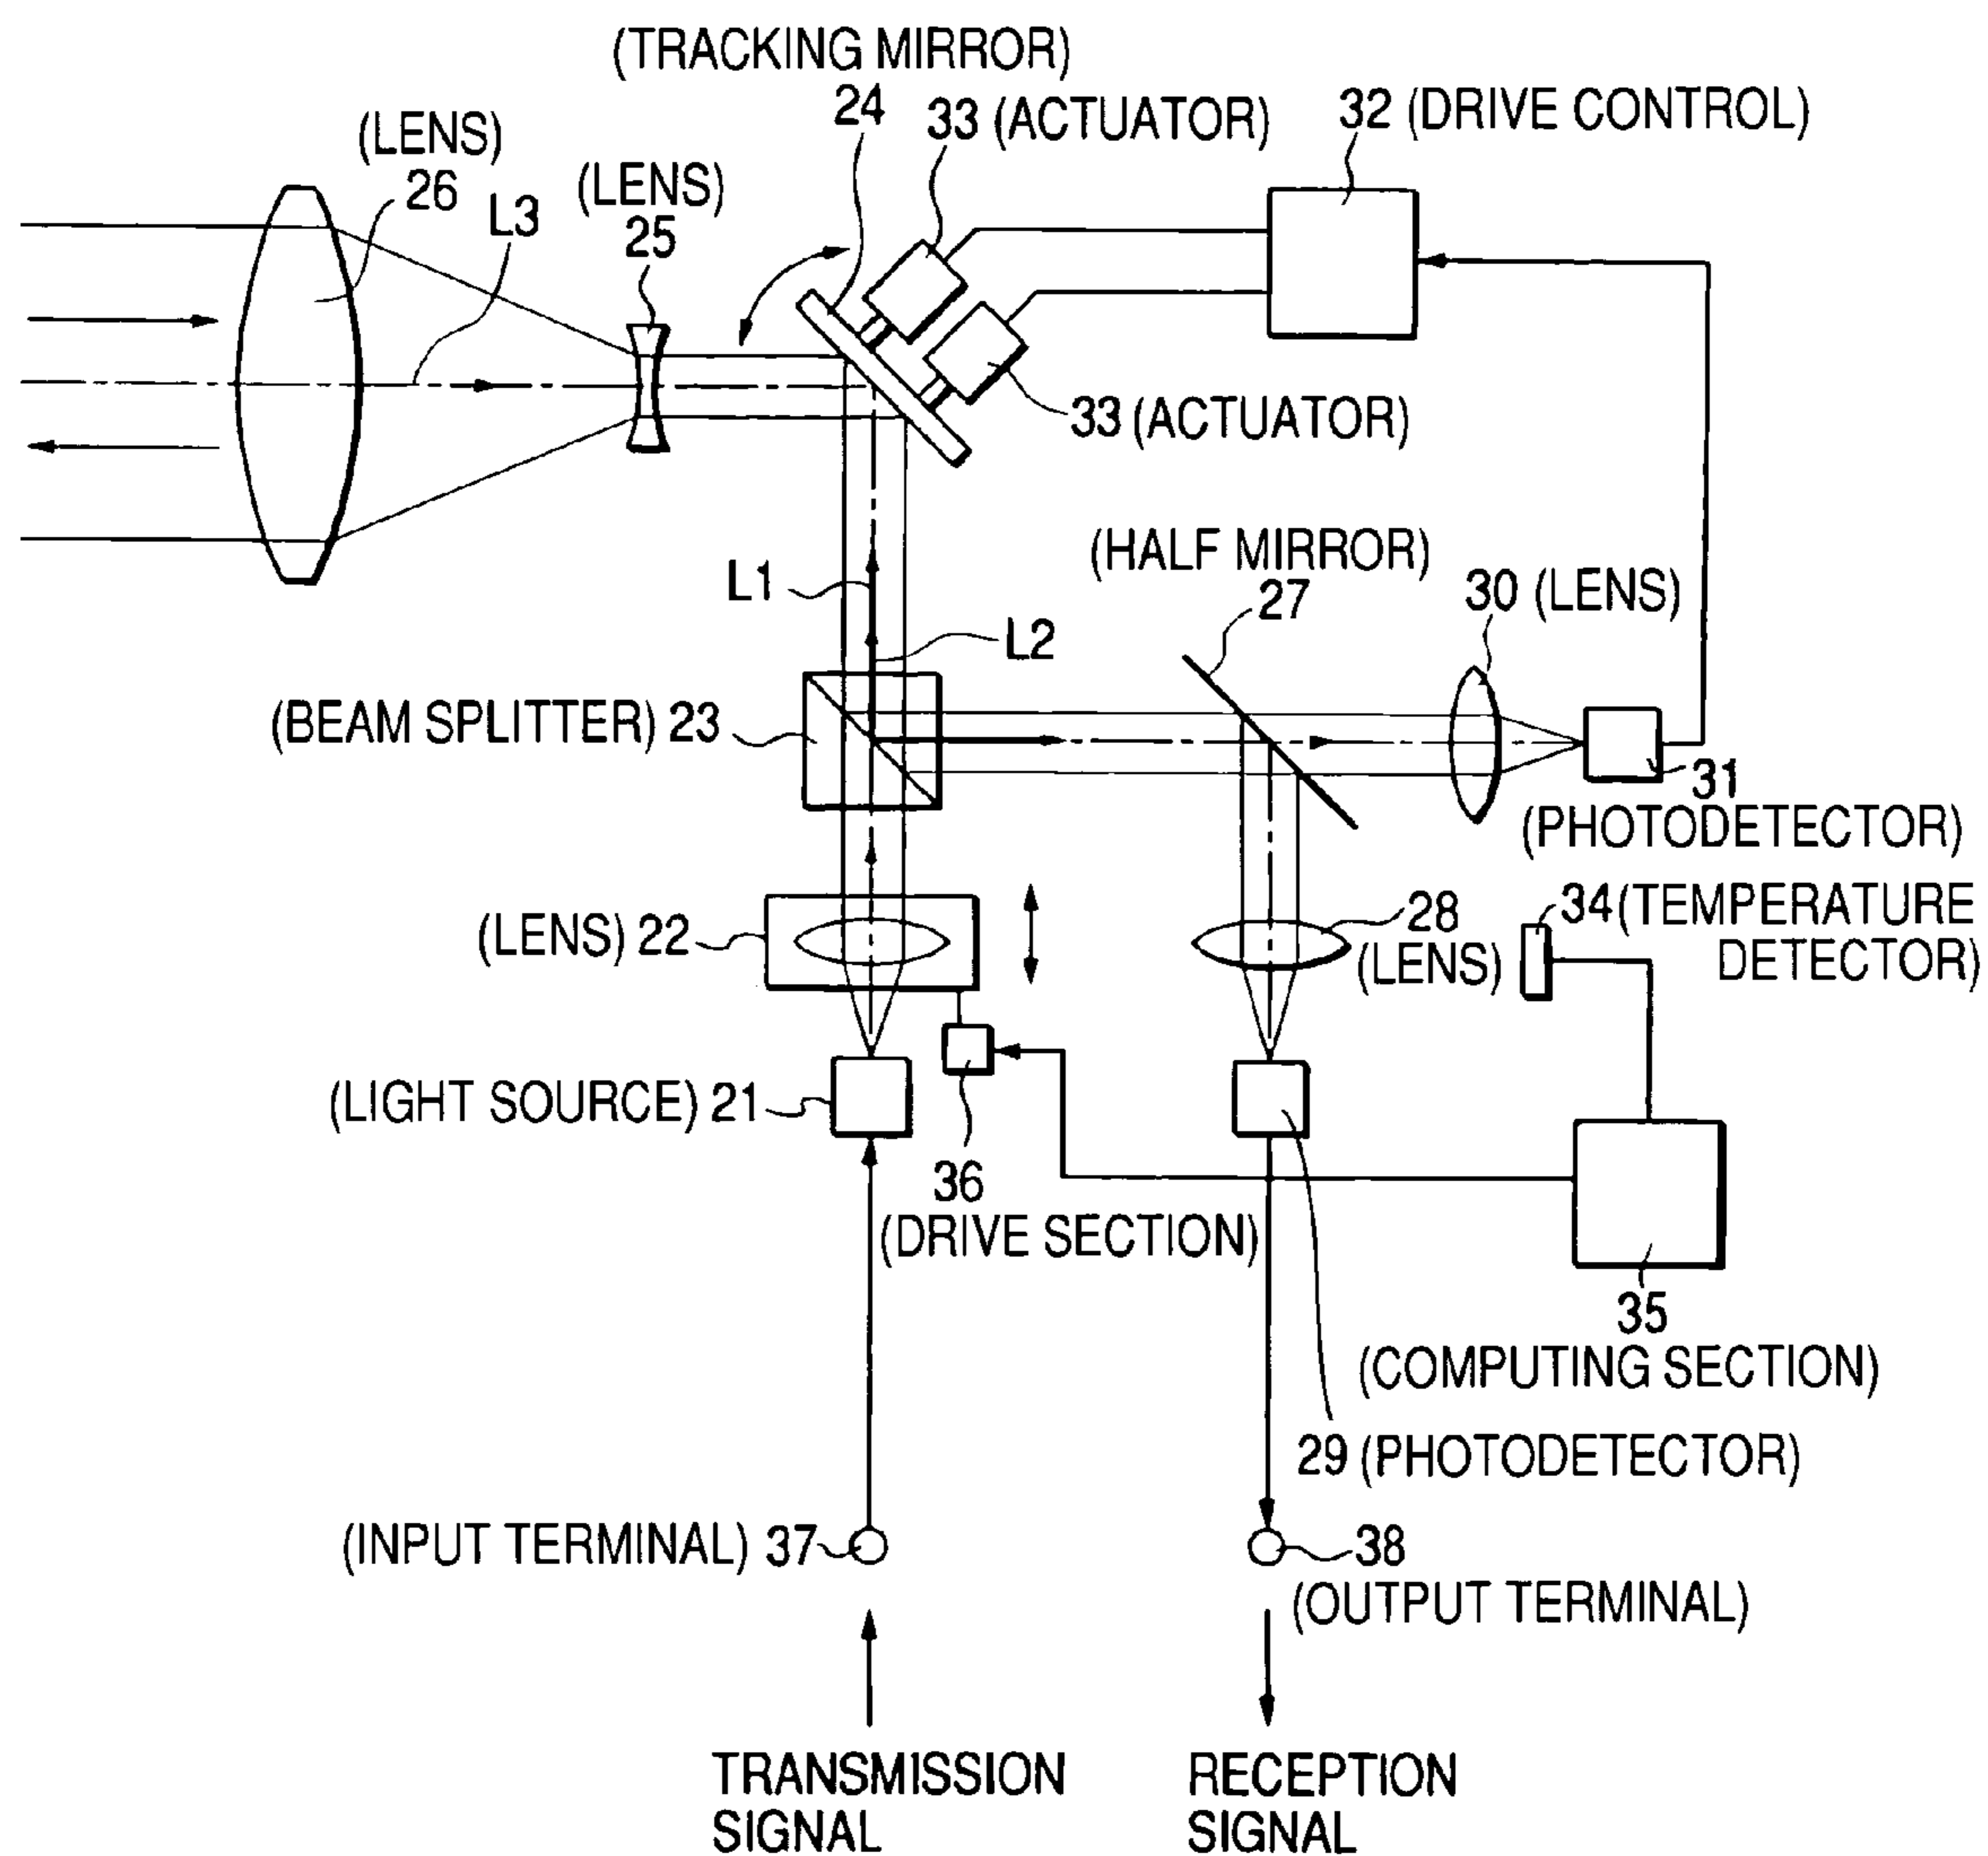 (TRACKING MIRROR)
24
33 (ACTUATOR)
32 (DRIVE CONTROL)
(LENS)
26
L3
(LENS)
25
33 (ACTUATOR)
(HALF MIRROR)
27
30 (LENS)
L1
L2
(BEAM SPLITTER) 23
31
(PHOTODETECTOR)
(LENS) 22
28
(LENS)
34 (TEMPERATURE
DETECTOR)
(LIGHT SOURCE) 21
36
(DRIVE SECTION)
35
(COMPUTING SECTION)
29 (PHOTODETECTOR)
(INPUT TERMINAL) 37
38
(OUTPUT TERMINAL)
TRANSMISSION
SIGNAL
RECEPTION
SIGNAL